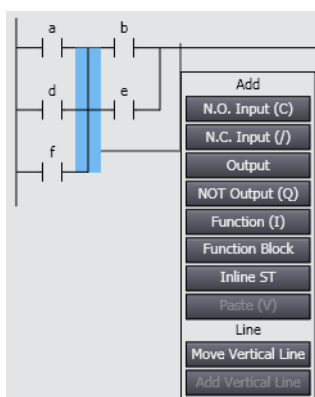 a b
d e
f
Add
N.O. Input (C)
N.C. Input (/)
Output
NOT Output (Q)
Function (I)
Function Block
Inline ST
Paste (V)
Line
Move Vertical Line
Add Vertical Line